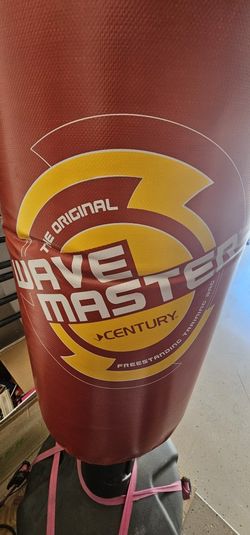 THE ORIGINAL
WAVE
MASTER
CENTURY
FREESTANDING TRAINING BAG